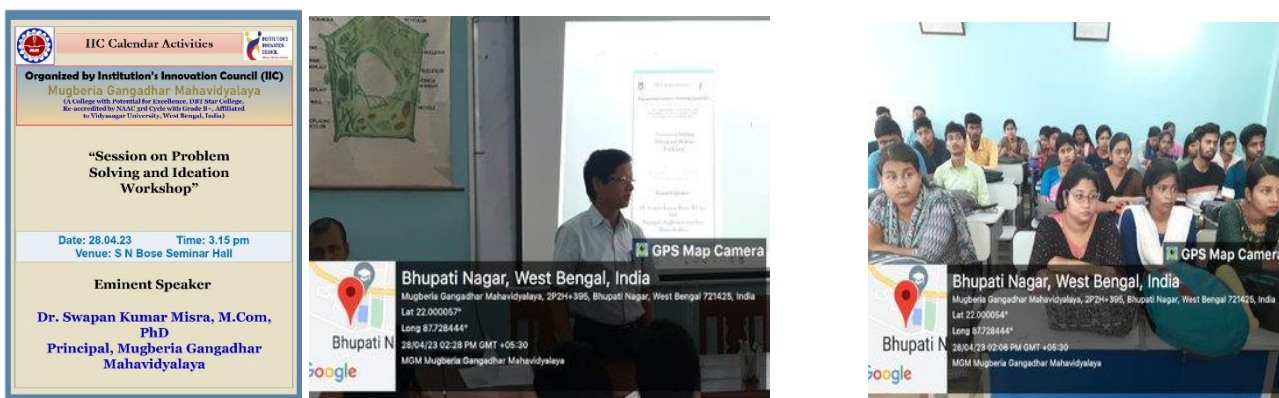 IIC Calendar Activities
INSTITUTION'S
INNOVATION
COUNCIL
Organized by Institution's Innovation Council (IIC)
Mugberia Gangadhar Mahavidyalaya
(A College with Potential for Excellence, DBT Star College,
Re-accredited by NAAC 3rd Cycle with Grade B+, Affiliated
to Vidyasagar University, West Bengal, India)
“Session on Problem
Solving and Ideation
Workshop”
Date: 28.04.23 Time: 3.15 pm
Venue: S N Bose Seminar Hall
Eminent Speaker
Dr. Swapan Kumar Misra, M.Com,
PhD
Principal, Mugberia Gangadhar
Mahavidyalaya
GPS Map Camera
Bhupati Nagar, West Bengal, India
Mugberia Gangadhar Mahavidyalaya, 2P2H+395, Bhupati Nagar, West Bengal 721425, India
Lat 22.000057°
Long 87.728444°
28/04/23 02:28 PM GMT +05:30
MGM Mugberia Gangadhar Mahavidyalaya
Bhupati N
Google
GPS Map Camera
Bhupati Nagar, West Bengal, India
Mugberia Gangadhar Mahavidyalaya, 2P2H+395, Bhupati Nagar, West Bengal 721425, India
Lat 22.000054°
Long 87.728444°
28/04/23 02:06 PM GMT +05:30
MGM Mugberia Gangadhar Mahavidyalaya
Bhupati N
Google